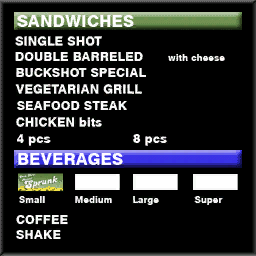 SANDWICHES
SINGLE SHOT
DOUBLE BARRELED with cheese
BUCKSHOT SPECIAL
VEGETARIAN GRILL
SEAFOOD STEAK
CHICKEN bits
4 pcs 8 pcs
BEVERAGES
Sprunk
Small Medium Large Super
COFFEE
SHAKE